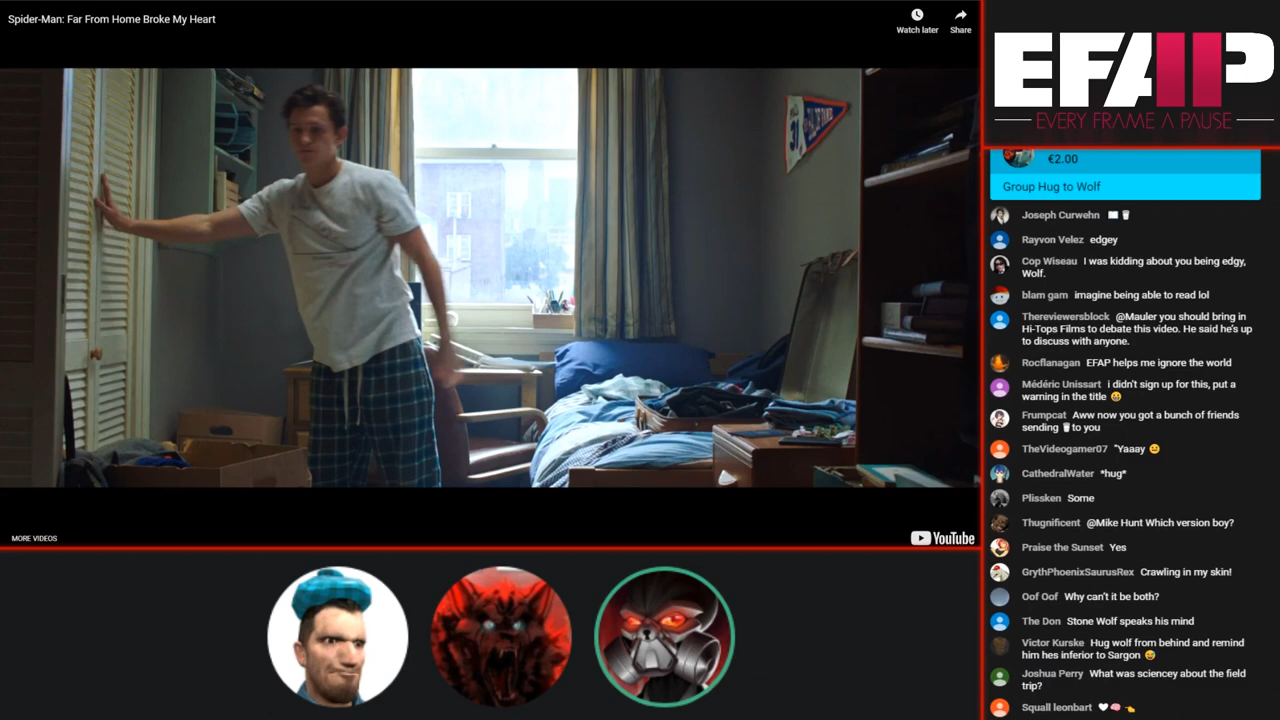 Spider-Man: Far From Home Broke My Heart
Watch later
Share
31
MORE VIDEOS
YouTube
EFAP
EVERY FRAME A PAUSE
€2.00
Group Hug to Wolf
Joseph Curwehn
Rayvon Velez edgey
Cop Wiseau I was kidding about you being edgy,
Wolf.
blam gam imagine being able to read lol
Thereviewersblock @Mauler you should bring in
Hi-Tops Films to debate this video. He said he's up
to discuss with anyone.
Rocflanagan EFAP helps me ignore the world
Médéric Unissart i didn't sign up for this, put a
warning in the title 😆
Frumpcat Aww now you got a bunch of friends
sending 🥛to you
TheVideogamer07 "Yaaay 😆
CathedralWater *hug*
Plissken Some
Thugnificent @Mike Hunt Which version boy?
Praise the Sunset Yes
GrythPhoenixSaurusRex Crawling in my skin!
Oof Oof Why can't it be both?
The Don Stone Wolf speaks his mind
Victor Kurske Hug wolf from behind and remind
him hes inferior to Sargon 😆
Joshua Perry What was sciencey about the field
trip?
Squall leonbart 🤍🧠👈